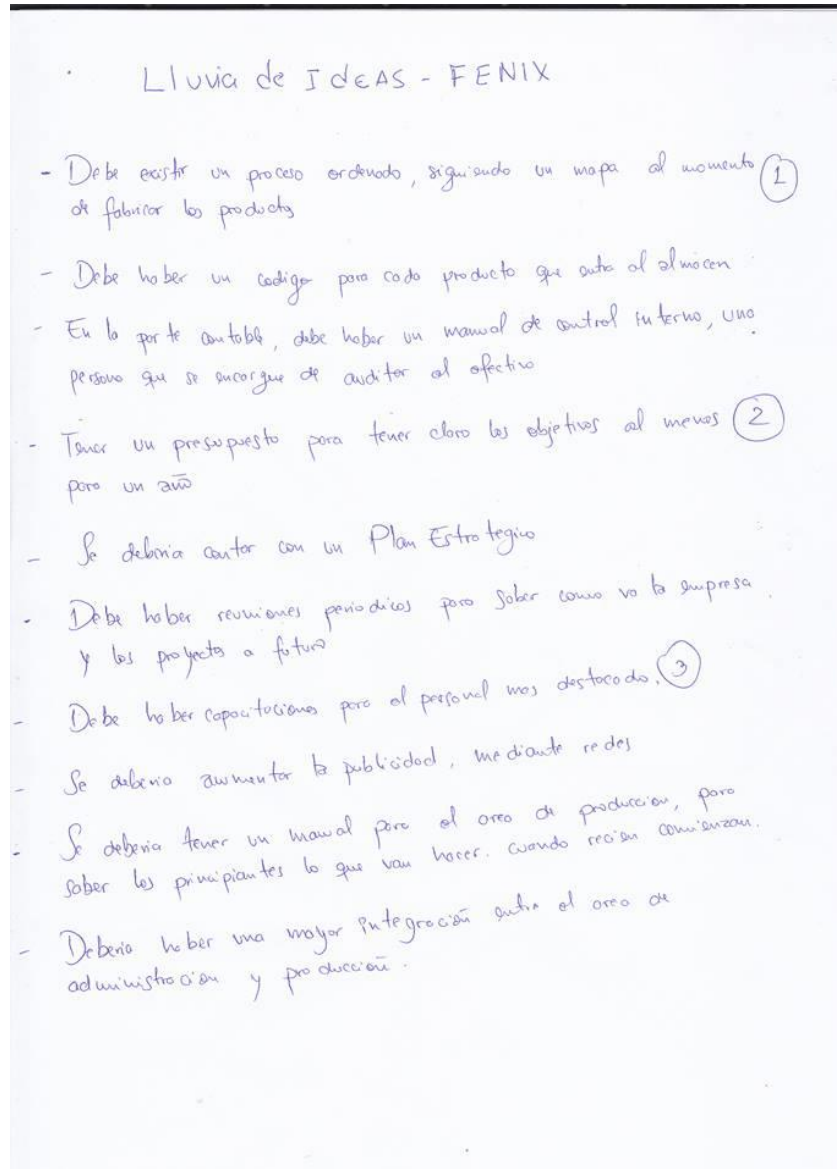 Lluvia de IdEAS - FENIX
- Debe existir un proceso ordenado, siguiendo un mapa al momento 1
de fabricar los productos
- Debe haber un codigo para cada producto que entra al almacen
- En la parte contable, debe haber un manual de control interno, una
persona que se encargue de auditar el efectivo
- Tener un presupuesto para tener claro los objetivos al menos 2
para un año
- Se debiria contar con un Plan Estrategico
- Debe haber reuniones periodicas para saber como va la empresa
y los proyectos a futuro
- Debe haber capacitaciones para el personal mas destacado. 3
- Se deberia aumentar la publicidad, mediante redes
- Se deberia tener un manual para el area de produccion, para
saber los principiantes lo que van hacer. cuando recien comienzan.
- Deberia haber una mayor integración entre el area de
administracion y producción.